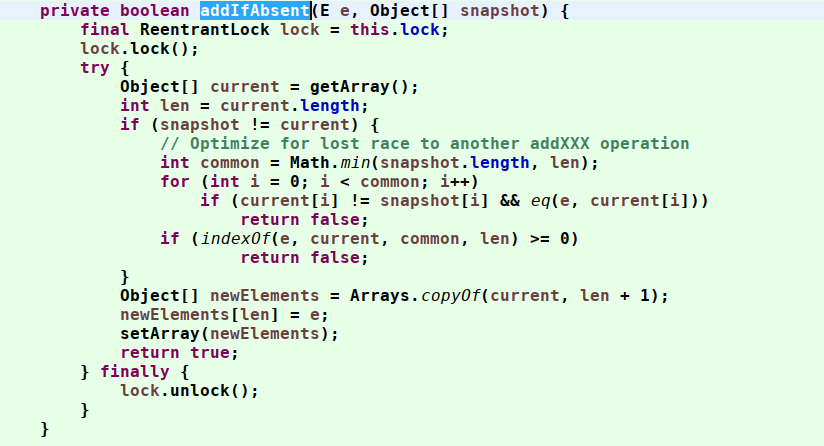 private boolean addIfAbsent(E e, Object[] snapshot) {
final ReentrantLock lock = this.lock;
lock.lock();
try {
Object[] current = getArray();
int len = current.length;
if (snapshot != current) {
// Optimize for lost race to another addXXX operation
int common = Math.min(snapshot.length, len);
for (int i = 0; i < common; i++)
if (current[i] != snapshot[i] && eq(e, current[i]))
return false;
if (indexOf(e, current, common, len) >= 0)
return false;
}
Object[] newElements = Arrays.copyOf(current, len + 1);
newElements[len] = e;
setArray(newElements);
return true;
} finally {
lock.unlock();
}
}